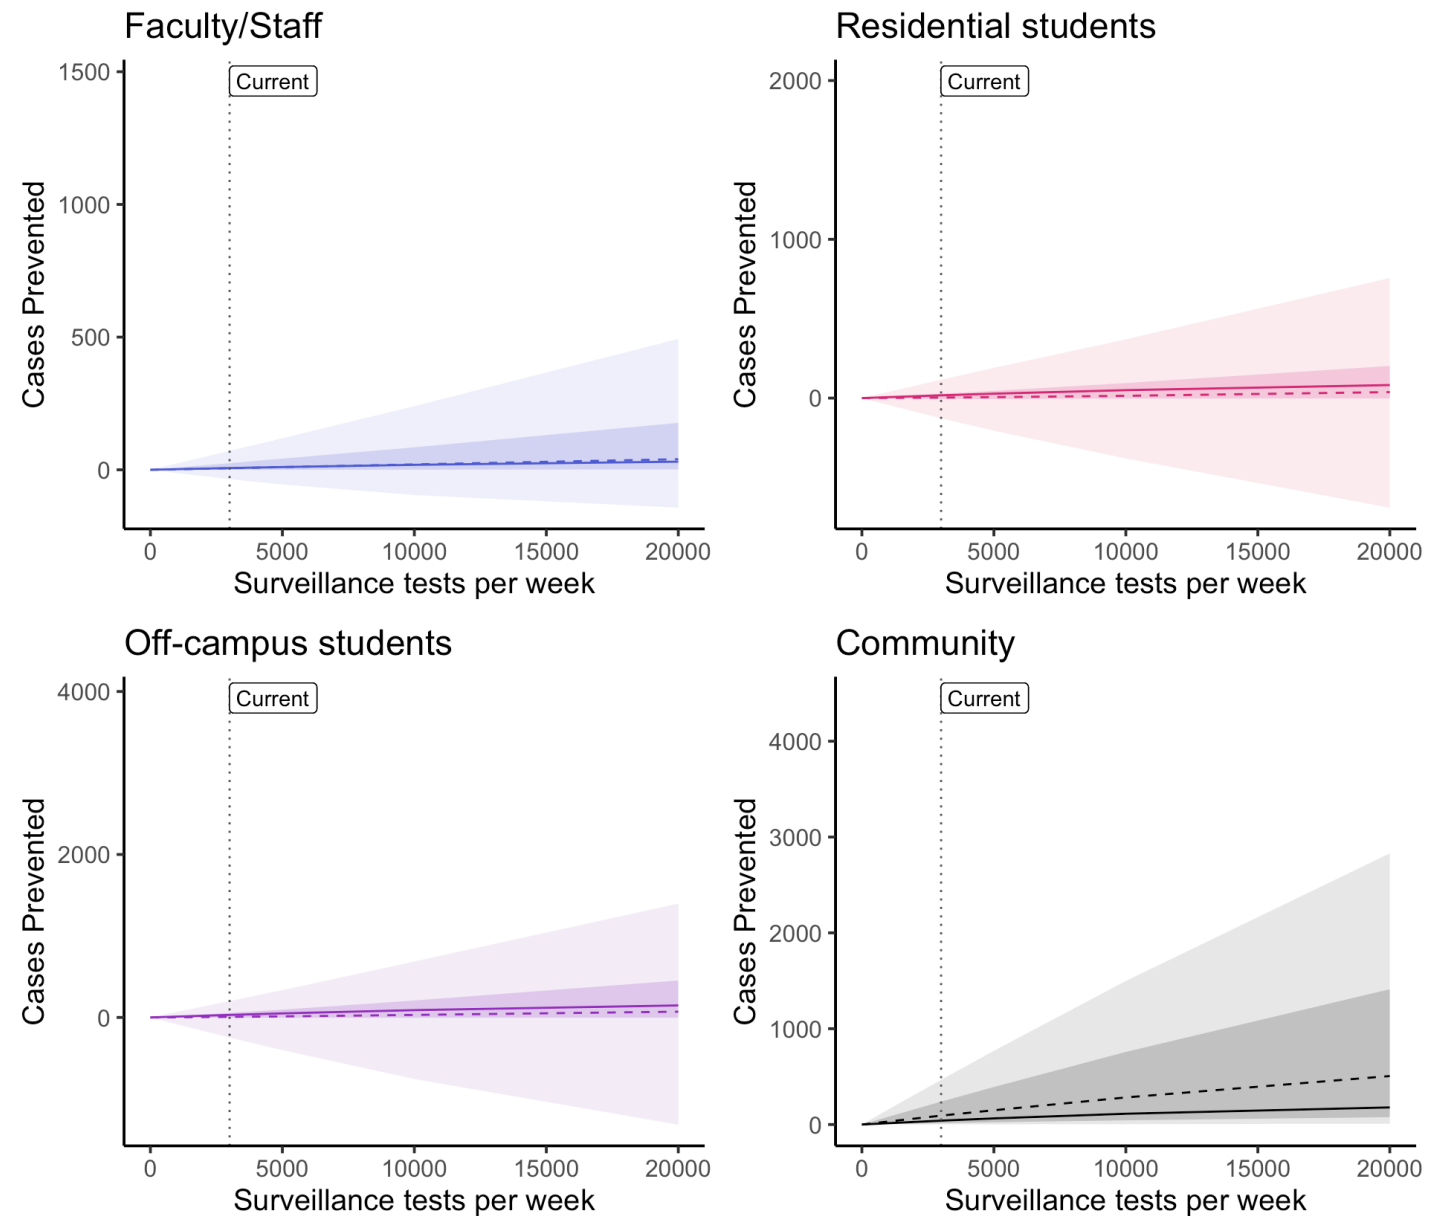 Faculty/Staff
1500
1000
500
0
Cases Prevented
Current
0 5000 10000 15000 20000
Surveillance tests per week
Residential students
2000
1000
0
Cases Prevented
Current
0 5000 10000 15000 20000
Surveillance tests per week
Off-campus students
4000
2000
0
Cases Prevented
Current
0 5000 10000 15000 20000
Surveillance tests per week
Community
4000
3000
2000
1000
0
Cases Prevented
Current
0 5000 10000 15000 20000
Surveillance tests per week